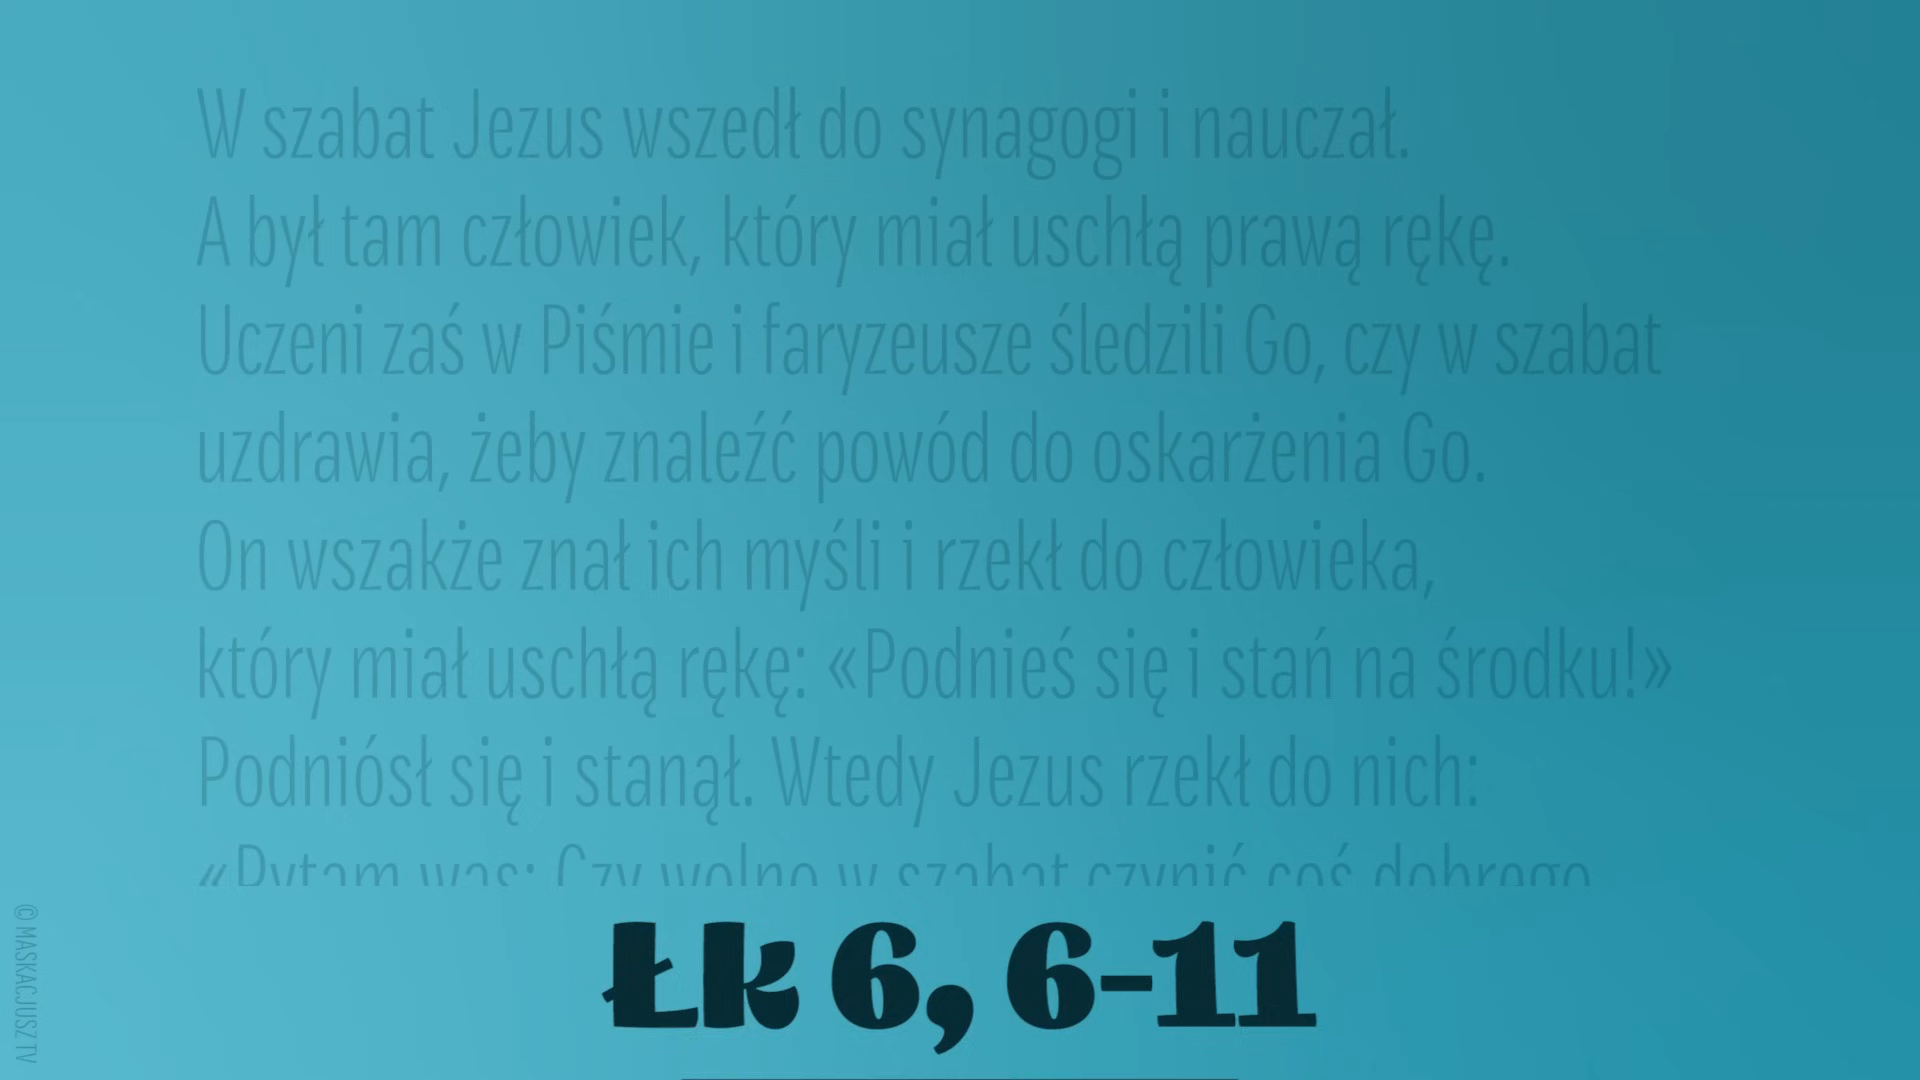 W szabat Jezus wszedł do synagogi i nauczał.
A był tam człowiek, który miał uschłą prawą rękę.
Uczeni zaś w Piśmie i faryzeusze śledzili Go, czy w szabat
uzdrawia, żeby znaleźć powód do oskarżenia Go.
On wszakże znał ich myśli i rzekł do człowieka,
który miał uschłą rękę: «Podnieś się i stań na środku!»
Podniósł się i stanął. Wtedy Jezus rzekł do nich:
«Pytam was: Czy wolno w szabat czynić coś dobrego
Łk 6, 6-11
© MASKACJUSZ TV